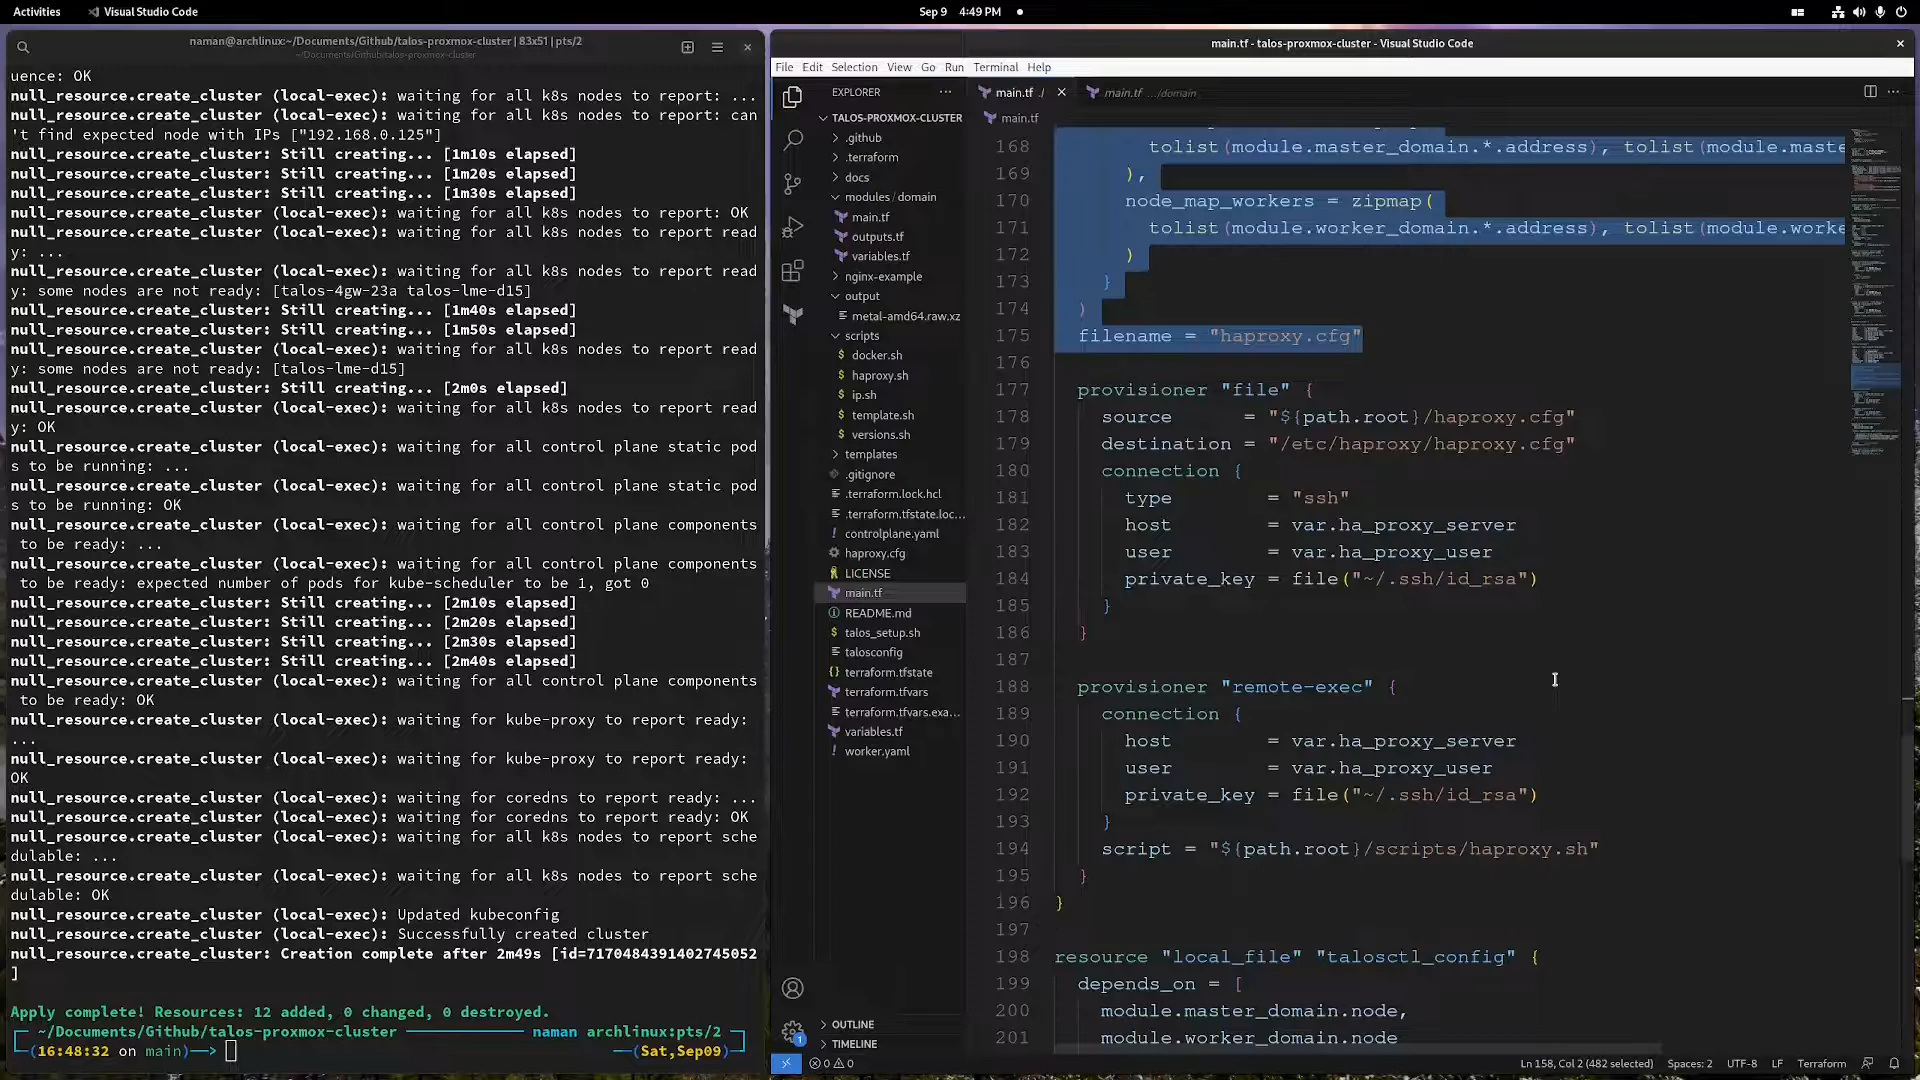 Activities
Visual Studio Code
Sep 9 4:49 PM
naman@archlinux:~/Documents/Github/talos-proxmox-cluster | 83x51 | pts/2
~/Documents/Github/talos-proxmox-cluster
uence: OK
null_resource.create_cluster (local-exec): waiting for all k8s nodes to report: ...
null_resource.create_cluster (local-exec): waiting for all k8s nodes to report: can
't find expected node with IPs ["192.168.0.125"]
null_resource.create_cluster: Still creating... [1m10s elapsed]
null_resource.create_cluster: Still creating... [1m20s elapsed]
null_resource.create_cluster: Still creating... [1m30s elapsed]
null_resource.create_cluster (local-exec): waiting for all k8s nodes to report: OK
null_resource.create_cluster (local-exec): waiting for all k8s nodes to report read
y: ...
null_resource.create_cluster (local-exec): waiting for all k8s nodes to report read
y: some nodes are not ready: [talos-4gw-23a talos-lme-d15]
null_resource.create_cluster: Still creating... [1m40s elapsed]
null_resource.create_cluster: Still creating... [1m50s elapsed]
null_resource.create_cluster (local-exec): waiting for all k8s nodes to report read
y: some nodes are not ready: [talos-lme-d15]
null_resource.create_cluster: Still creating... [2m0s elapsed]
null_resource.create_cluster (local-exec): waiting for all k8s nodes to report read
y: OK
null_resource.create_cluster (local-exec): waiting for all control plane static pod
s to be running: ...
null_resource.create_cluster (local-exec): waiting for all control plane static pod
s to be running: OK
null_resource.create_cluster (local-exec): waiting for all control plane components
to be ready: ...
null_resource.create_cluster (local-exec): waiting for all control plane components
to be ready: expected number of pods for kube-scheduler to be 1, got 0
null_resource.create_cluster: Still creating... [2m10s elapsed]
null_resource.create_cluster: Still creating... [2m20s elapsed]
null_resource.create_cluster: Still creating... [2m30s elapsed]
null_resource.create_cluster: Still creating... [2m40s elapsed]
null_resource.create_cluster (local-exec): waiting for all control plane components
to be ready: OK
null_resource.create_cluster (local-exec): waiting for kube-proxy to report ready:
...
null_resource.create_cluster (local-exec): waiting for kube-proxy to report ready:
OK
null_resource.create_cluster (local-exec): waiting for coredns to report ready: ...
null_resource.create_cluster (local-exec): waiting for coredns to report ready: OK
null_resource.create_cluster (local-exec): waiting for all k8s nodes to report sche
dulable: ...
null_resource.create_cluster (local-exec): waiting for all k8s nodes to report sche
dulable: OK
null_resource.create_cluster (local-exec): Updated kubeconfig
null_resource.create_cluster (local-exec): Successfully created cluster
null_resource.create_cluster: Creation complete after 2m49s [id=7170484391402745052
]
Apply complete! Resources: 12 added, 0 changed, 0 destroyed.
~/Documents/Github/talos-proxmox-cluster naman archlinux:pts/2
(16:48:32 on main)──> (Sat,Sep09)
main.tf - talos-proxmox-cluster - Visual Studio Code
File Edit Selection View Go Run Terminal Help
EXPLORER
TALOS-PROXMOX-CLUSTER
.github
.terraform
docs
modules / domain
main.tf
outputs.tf
variables.tf
nginx-example
output
metal-amd64.raw.xz
scripts
docker.sh
haproxy.sh
ip.sh
template.sh
versions.sh
templates
.gitignore
.terraform.lock.hcl
.terraform.tfstate.loc...
controlplane.yaml
haproxy.cfg
LICENSE
main.tf
README.md
talos_setup.sh
talosconfig
terraform.tfstate
terraform.tfvars
terraform.tfvars.exa...
variables.tf
worker.yaml
OUTLINE
TIMELINE
main.tf ./
main.tf .../domain
main.tf
168 tolist(module.master_domain.*.address), tolist(module.maste
169 ),
170 node_map_workers = zipmap(
171 tolist(module.worker_domain.*.address), tolist(module.worke
172 )
173 }
174 )
175 filename = "haproxy.cfg"
176
177 provisioner "file" {
178 source = "${path.root}/haproxy.cfg"
179 destination = "/etc/haproxy/haproxy.cfg"
180 connection {
181 type = "ssh"
182 host = var.ha_proxy_server
183 user = var.ha_proxy_user
184 private_key = file("~/.ssh/id_rsa")
185 }
186 }
187
188 provisioner "remote-exec" {
189 connection {
190 host = var.ha_proxy_server
191 user = var.ha_proxy_user
192 private_key = file("~/.ssh/id_rsa")
193 }
194 script = "${path.root}/scripts/haproxy.sh"
195 }
196 }
197
198 resource "local_file" "talosctl_config" {
199 depends_on = [
200 module.master_domain.node,
201 module.worker_domain.node
1
0 0
Ln 158, Col 2 (482 selected) Spaces: 2 UTF-8 LF Terraform